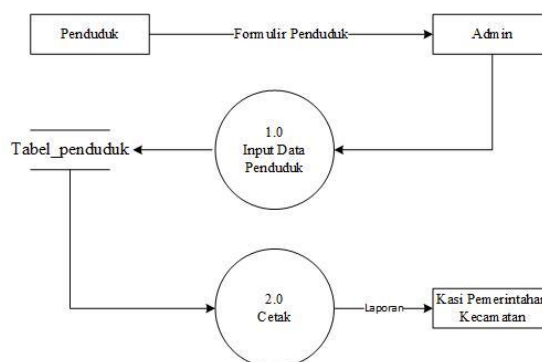 Penduduk
Formulir Penduduk
Admin
1.0
Input Data
Penduduk
Tabel_penduduk
2.0
Cetak
Laporan
Kasi Pemerintahan
Kecamatan